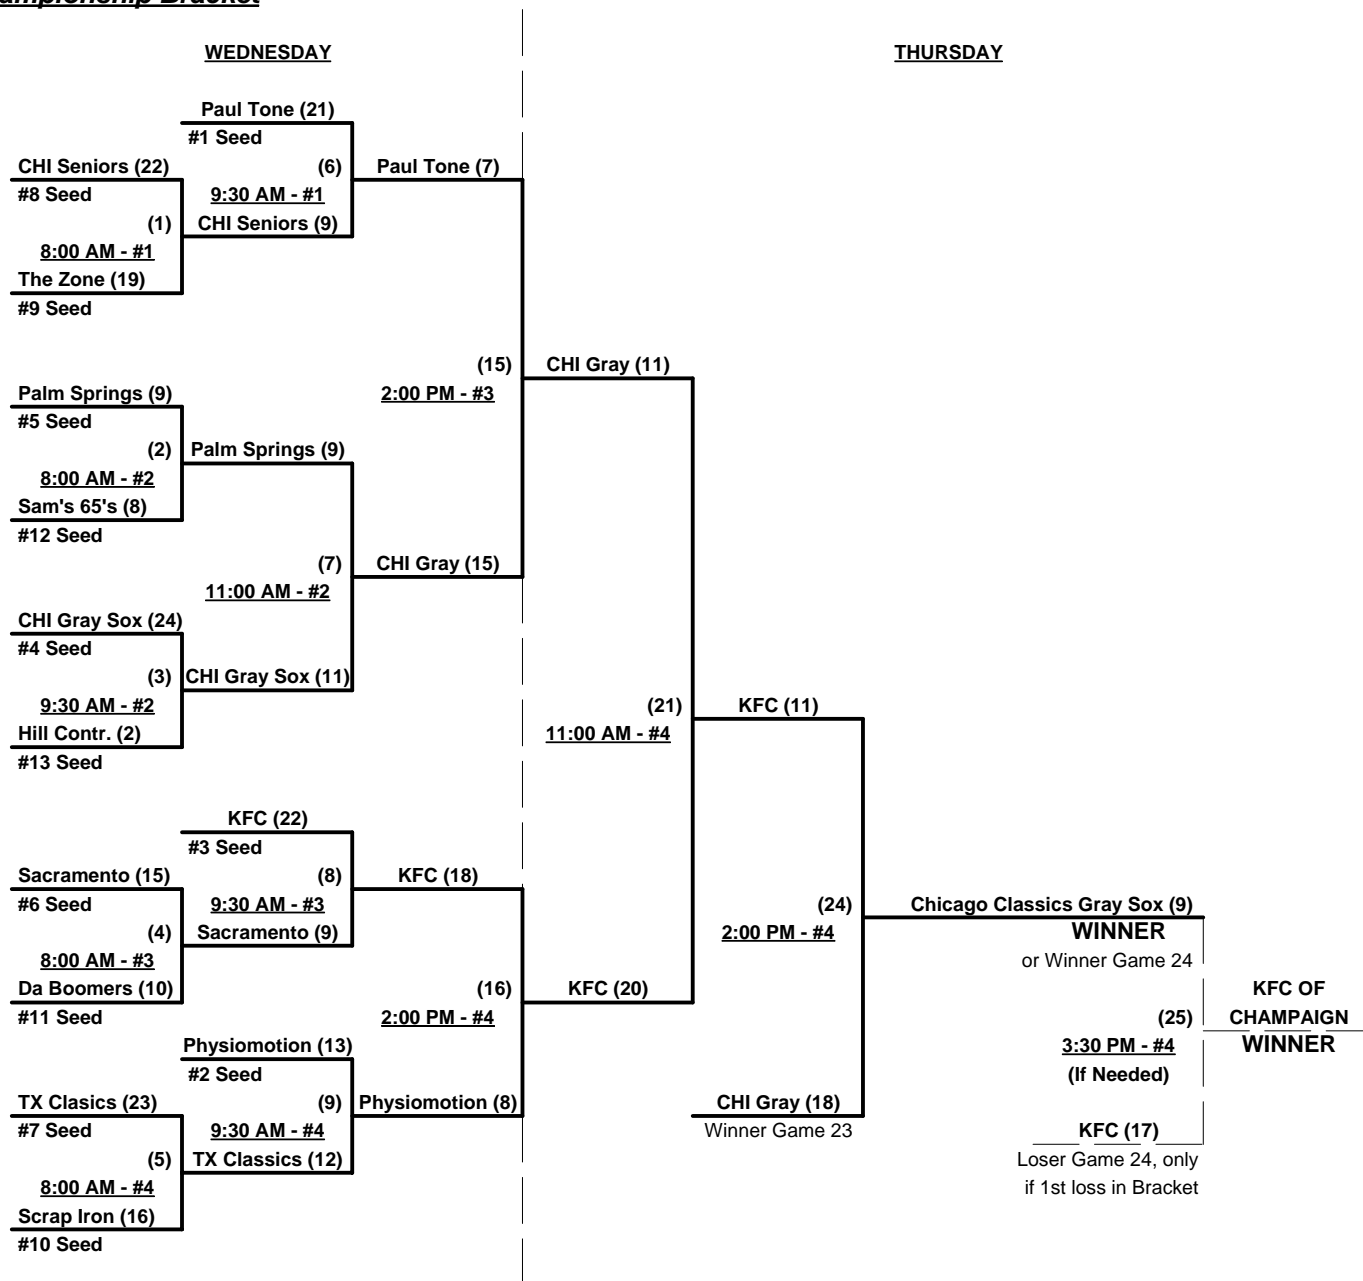 ampionship Bracket
WEDNESDAY
THURSDAY
Paul Tone (21)
#1 Seed
CHI Seniors (22)
(6)
Paul Tone (7)
#8 Seed
9:30 AM - #1
(1)
CHI Seniors (9)
8:00 AM - #1
The Zone (19)
#9 Seed
(15)
CHI Gray (11)
2:00 PM - #3
Palm Springs (9)
#5 Seed
(2)
Palm Springs (9)
8:00 AM - #2
Sam's 65's (8)
#12 Seed
(7)
CHI Gray (15)
11:00 AM - #2
CHI Gray Sox (24)
#4 Seed
(3)
CHI Gray Sox (11)
9:30 AM - #2
Hill Contr. (2)
#13 Seed
(21)
KFC (11)
11:00 AM - #4
KFC (22)
#3 Seed
Sacramento (15)
(8)
KFC (18)
#6 Seed
9:30 AM - #3
(4)
Sacramento (9)
8:00 AM - #3
Da Boomers (10)
#11 Seed
(24)
Chicago Classics Gray Sox (9)
2:00 PM - #4
WINNER
or Winner Game 24
(16)
KFC (20)
2:00 PM - #4
KFC OF
(25)
CHAMPAIGN
3:30 PM - #4
WINNER
(If Needed)
Physiomotion (13)
#2 Seed
TX Clasics (23)
(9)
Physiomotion (8)
#7 Seed
9:30 AM - #4
(5)
TX Classics (12)
8:00 AM - #4
Scrap Iron (16)
#10 Seed
CHI Gray (18)
Winner Game 23
KFC (17)
Loser Game 24, only
if 1st loss in Bracket